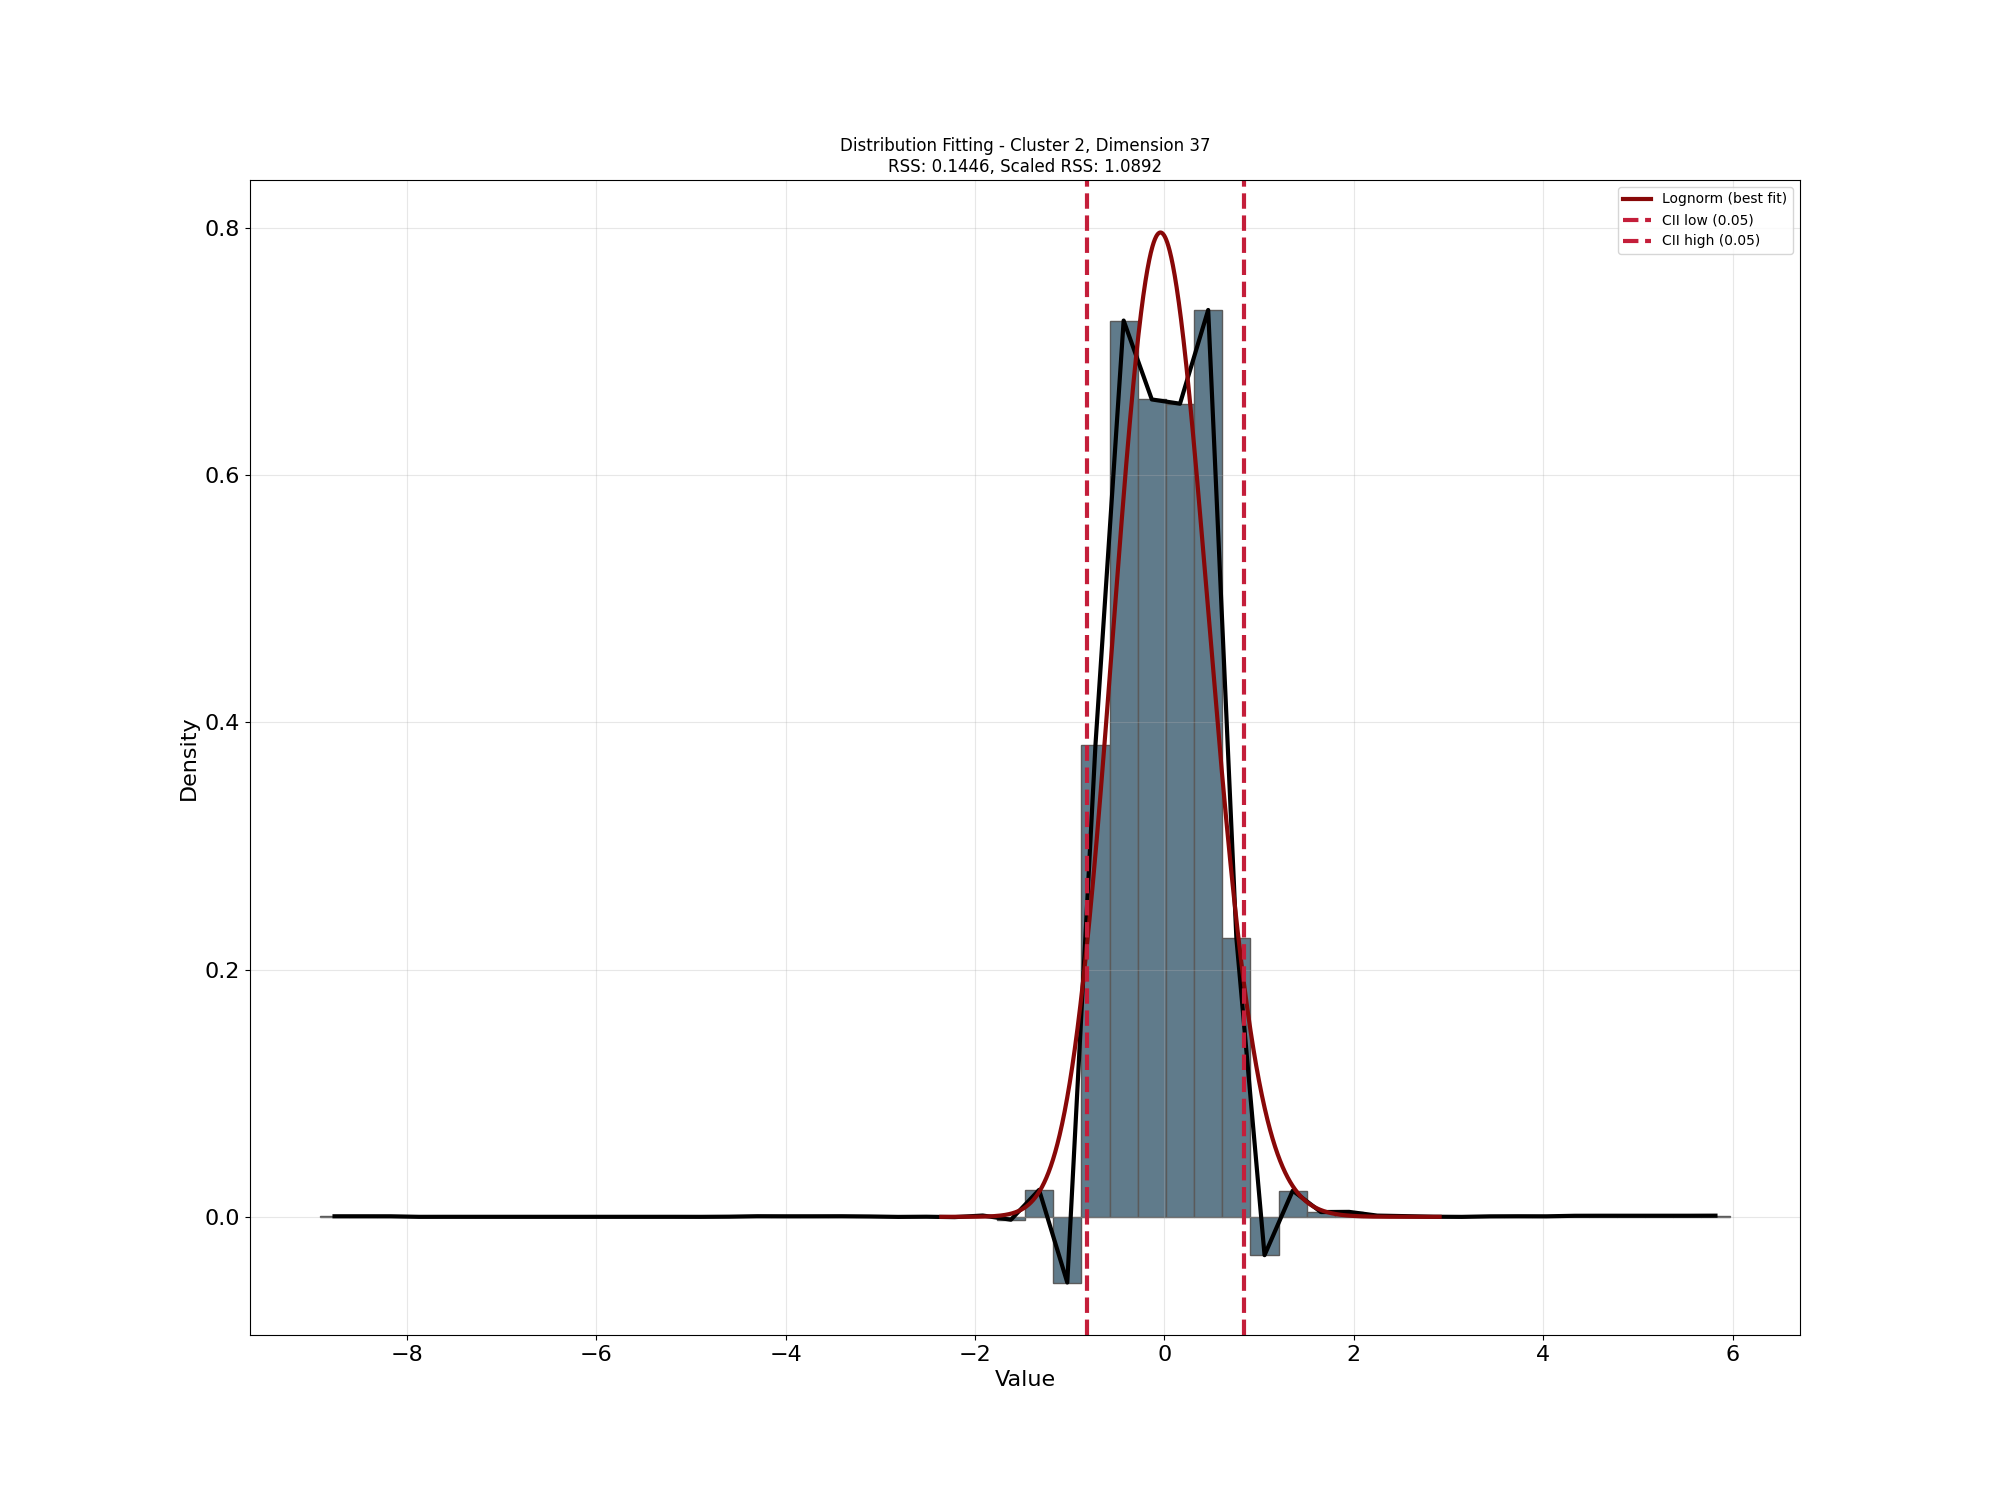 Distribution Fitting - Cluster 2, Dimension 37
RSS: 0.1446, Scaled RSS: 1.0892
Lognorm (best fit)
CII low (0.05)
CII high (0.05)
0.8
0.6
0.4
0.2
0.0
Density
−8 −6 −4 −2 0 2 4 6
Value